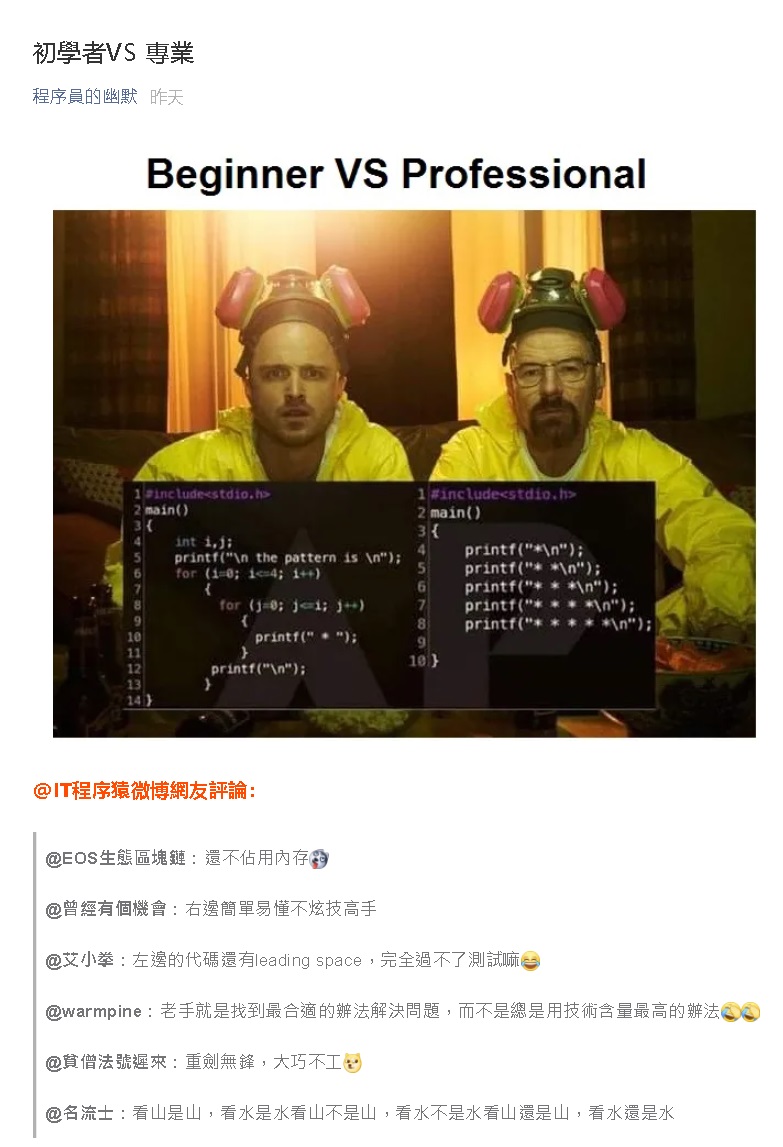 初學者VS 專業
程序員的幽默 昨天
Beginner VS Professional
1 #include<stdio.h>
2 main()
3 {
4 int i,j;
5 printf("\n the pattern is \n");
6 for (i=0; i<=4; i++)
7 {
8 for (j=0; j<=i; j++)
9 {
10 printf(" * ");
11 }
12 printf("\n");
13 }
14 }
1 #include<stdio.h>
2 main()
3 {
4 printf("*\n");
5 printf("* *\n");
6 printf("* * *\n");
7 printf("* * * *\n");
8 printf("* * * * *\n");
9
10 }
@IT程序猿微博網友評論:
@EOS生態區塊鏈：還不佔用內存
@曾經有個機會：右邊簡單易懂不炫技高手
@艾小拳：左邊的代碼還有leading space，完全過不了測試嘛😂
@warmpine：老手就是找到最合適的辦法解決問題，而不是總是用技術含量最高的辦法🤣🤣
@貧僧法號遲來：重劍無鋒，大巧不工
@名流士：看山是山，看水是水看山不是山，看水不是水看山還是山，看水還是水